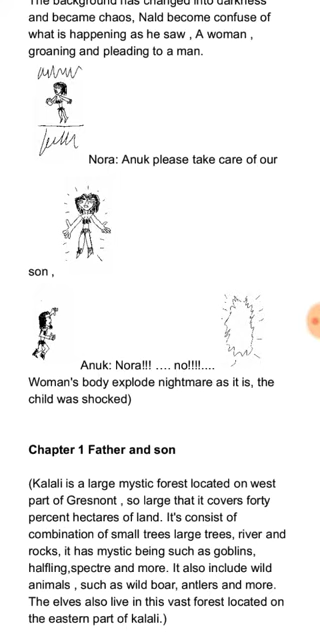 The background has changed into darkness
and became chaos, Nald become confuse of
what is happening as he saw , A woman ,
groaning and pleading to a man.
Nora: Anuk please take care of our
son ,
Anuk: Nora!!! .... no!!!!....
Woman's body explode nightmare as it is, the
child was shocked)
Chapter 1 Father and son
(Kalali is a large mystic forest located on west
part of Gresnont , so large that it covers forty
percent hectares of land. It's consist of
combination of small trees large trees, river and
rocks, it has mystic being such as goblins,
halfling,spectre and more. It also include wild
animals , such as wild boar, antlers and more.
The elves also live in this vast forest located on
the eastern part of kalali.)